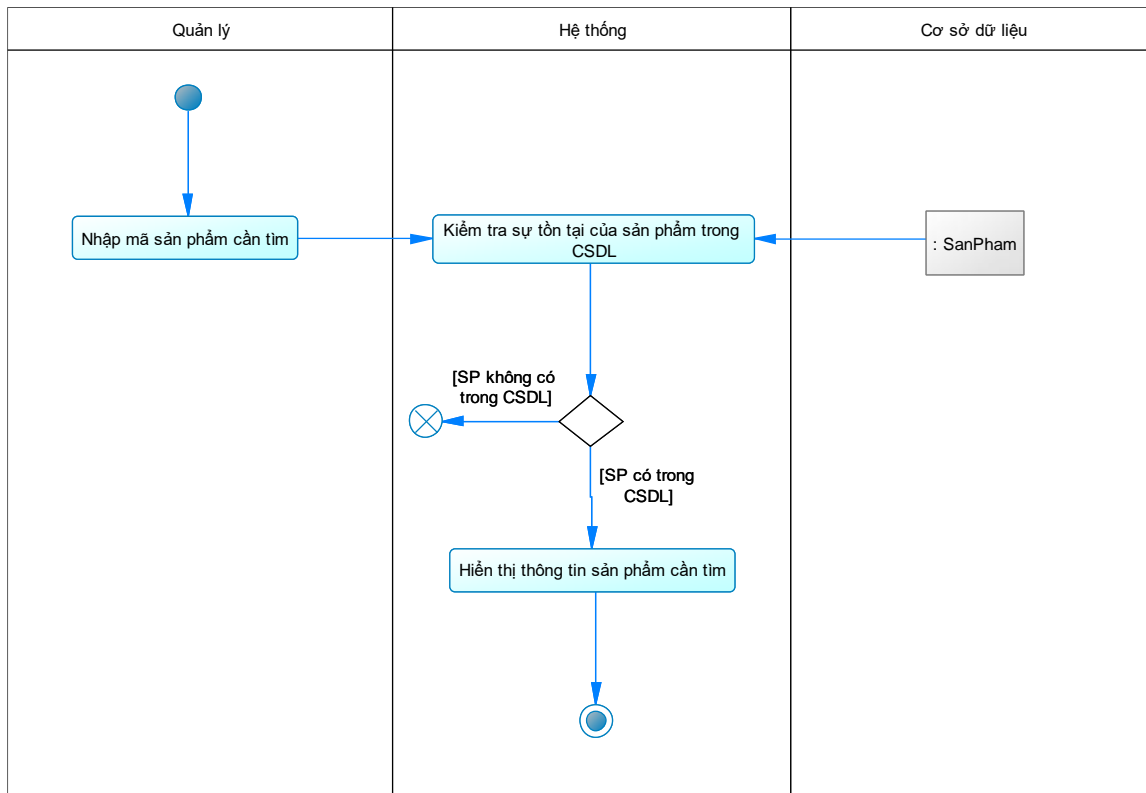 Quản lý
Hệ thống
Cơ sở dữ liệu
Nhập mã sản phẩm cần tìm
Kiểm tra sự tồn tại của sản phẩm trong
CSDL
: SanPham
[SP không có
trong CSDL]
[SP có trong
CSDL]
Hiển thị thông tin sản phẩm cần tìm